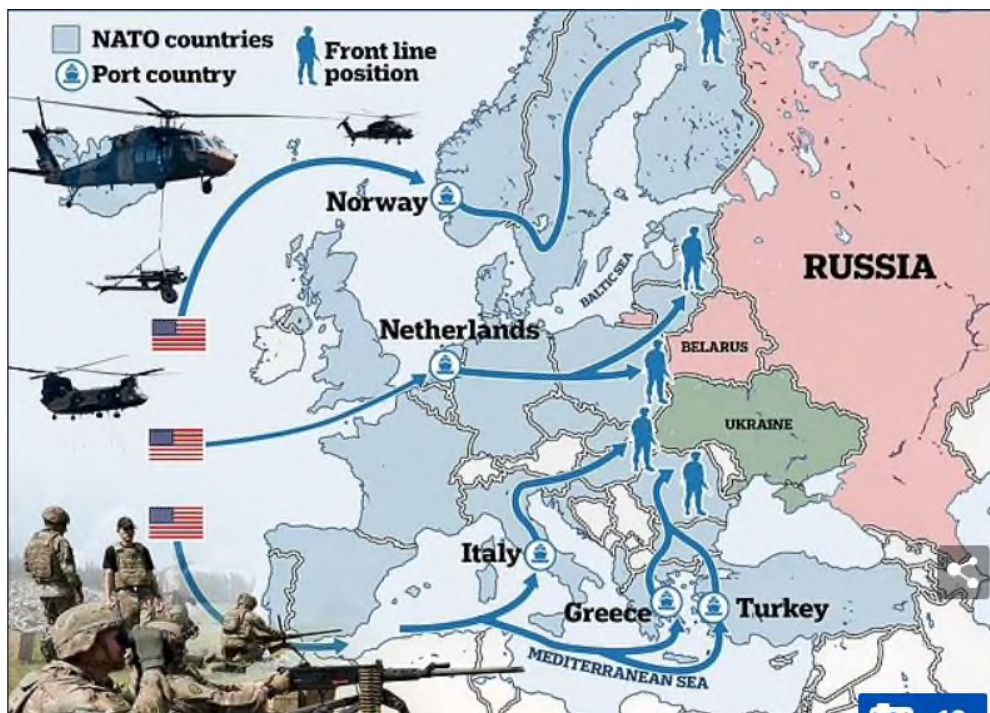 NATO countries
Port country
Front line
position
Norway
RUSSIA
BALTIC SEA
Netherlands
BELARUS
UKRAINE
Italy
Greece
Turkey
MEDITERRANEAN SEA